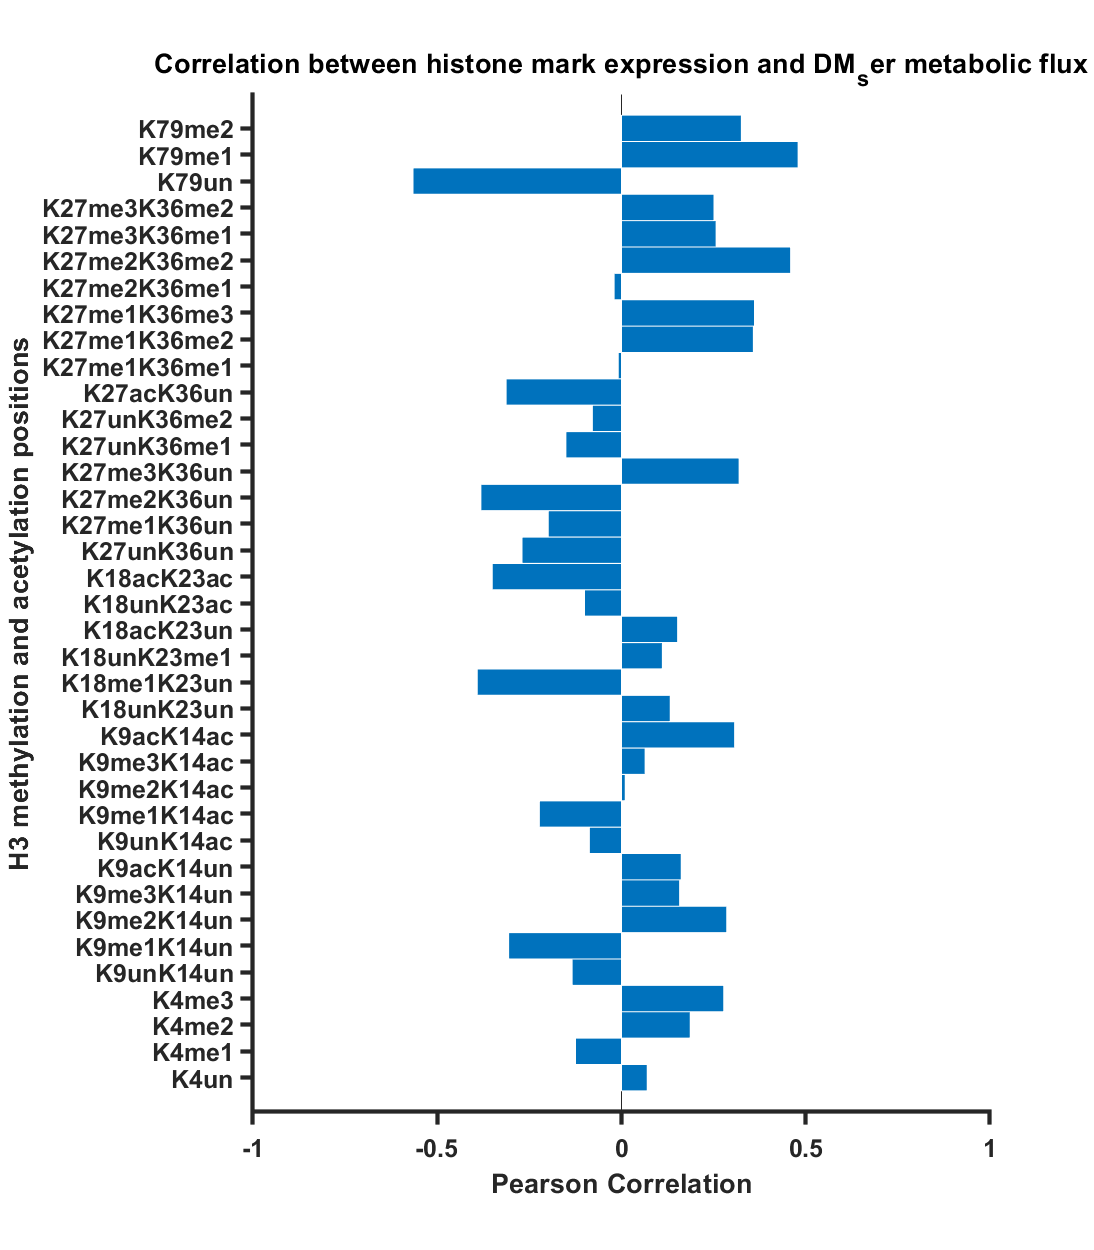 Correlation between histone mark expression and DMser metabolic flux
H3 methylation and acetylation positions
K79me2
K79me1
K79un
K27me3K36me2
K27me3K36me1
K27me2K36me2
K27me2K36me1
K27me1K36me3
K27me1K36me2
K27me1K36me1
K27acK36un
K27unK36me2
K27unK36me1
K27me3K36un
K27me2K36un
K27me1K36un
K27unK36un
K18acK23ac
K18unK23ac
K18acK23un
K18unK23me1
K18me1K23un
K18unK23un
K9acK14ac
K9me3K14ac
K9me2K14ac
K9me1K14ac
K9unK14ac
K9acK14un
K9me3K14un
K9me2K14un
K9me1K14un
K9unK14un
K4me3
K4me2
K4me1
K4un
-1 -0.5 0 0.5 1
Pearson Correlation